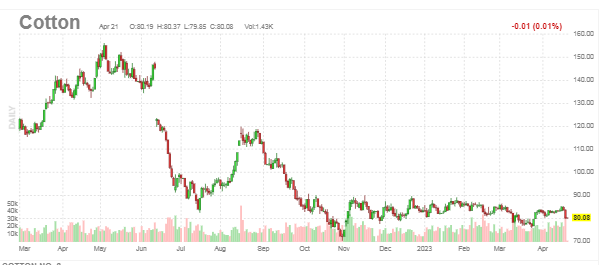 Cotton
Apr 21 O:80.19 H:80.37 L:79.85 C:80.08 Vol:1.43K
-0.01 (0.01%)
DAILY
160.00
150.00
140.00
130.00
120.00
110.00
100.00
90.00
80.08
70.00
50k
40k
30k
20k
10k
Mar Apr May Jun Jul Aug Sep Oct Nov Dec 2023 Feb Mar Apr